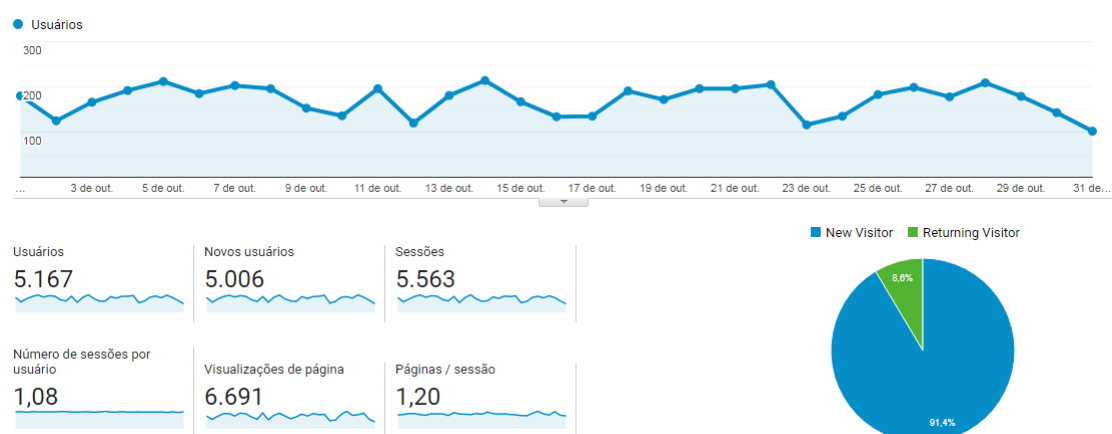 Usuários
300
200
100
...
3 de out.
5 de out.
7 de out.
9 de out.
11 de out.
13 de out.
15 de out.
17 de out.
19 de out.
21 de out.
23 de out.
25 de out.
27 de out.
29 de out.
31 de...
New Visitor
Returning Visitor
Usuários
5.167
Novos usuários
5.006
Sessões
5.563
Número de sessões por
usuário
1,08
Visualizações de página
6.691
Páginas / sessão
1,20
8,6%
91,4%